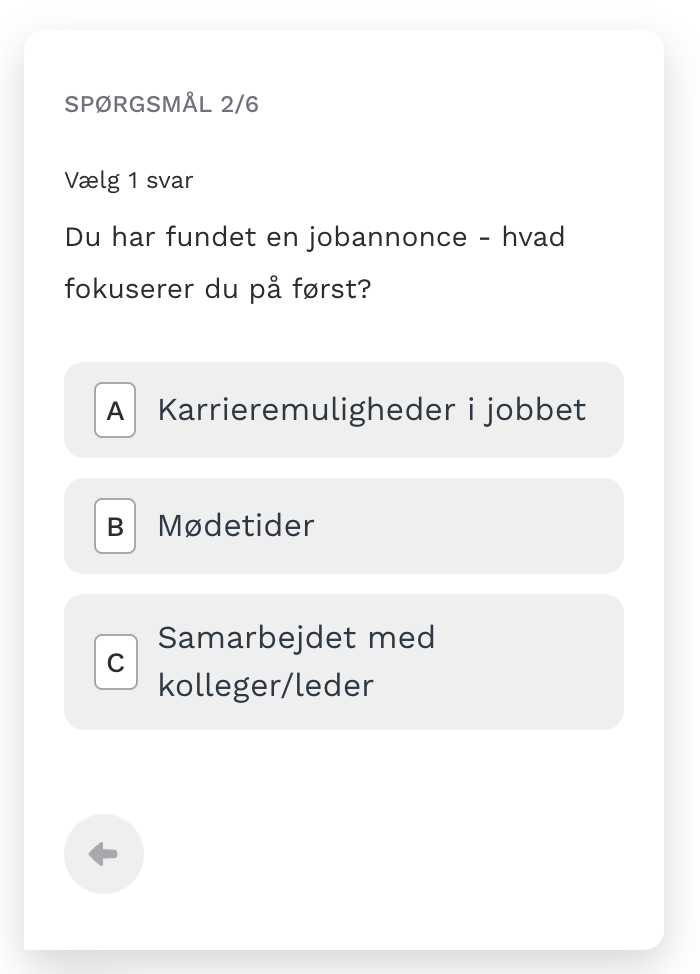 SPØRGSMÅL 2/6
Vælg 1 svar
Du har fundet en jobannonce - hvad
fokuserer du på først?
A Karrieremuligheder i jobbet
B Mødetider
C Samarbejdet med
kolleger/leder